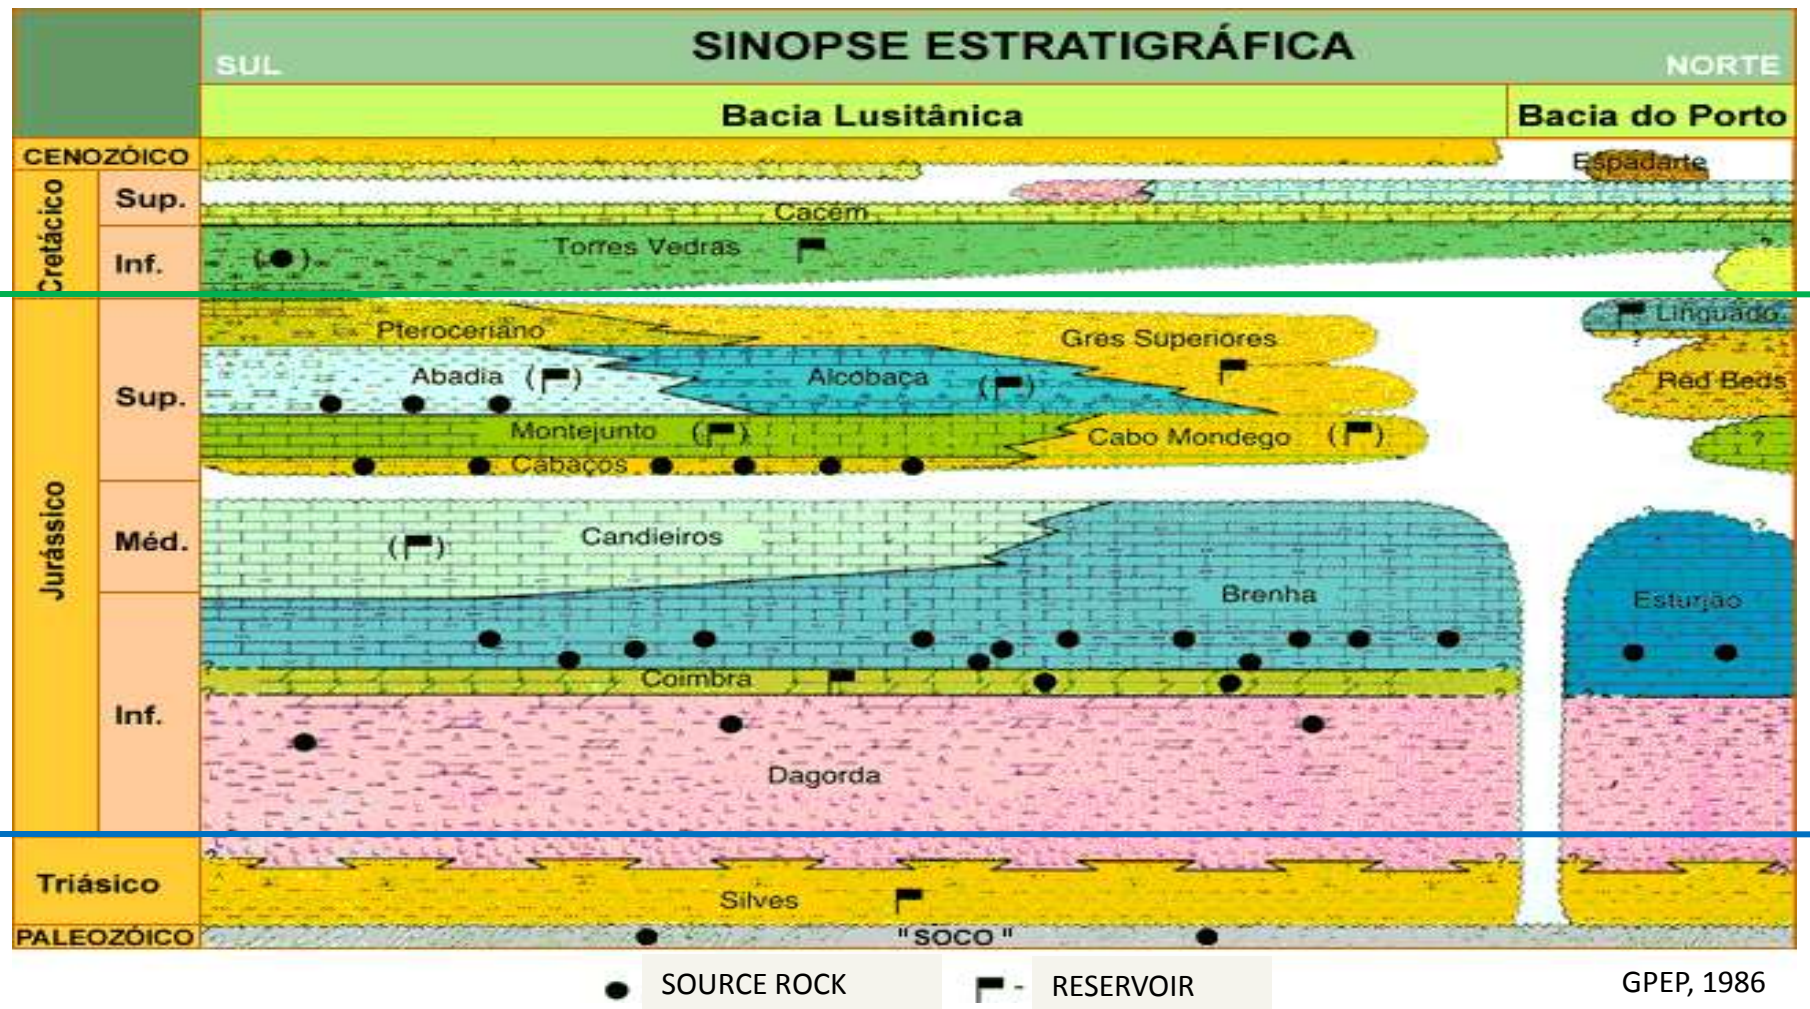 SINOPSE ESTRATIGRÁFICA
SUL
NORTE
Bacia Lusitânica
Bacia do Porto
CENOZÓICO
Espadarte
Cretácico
Sup.
Cacém
Inf.
Torres Vedras
( )
?
Jurássico
Sup.
Pteroceriano
Gres Superiores
Linguado
?
Abadia ( )
Alcobaça ( )
Red Beds
Montejunto ( )
Cabo Mondego ( )
?
Cabaços
Méd.
( )
Candieiros
? ?
Brenha
Esturjão
Inf.
? ?
Coimbra
? ?
Dagorda
Triásico
? ? ? ?
Silves
PALEOZÓICO
"SOCO"
SOURCE ROCK
- RESERVOIR
GPEP, 1986